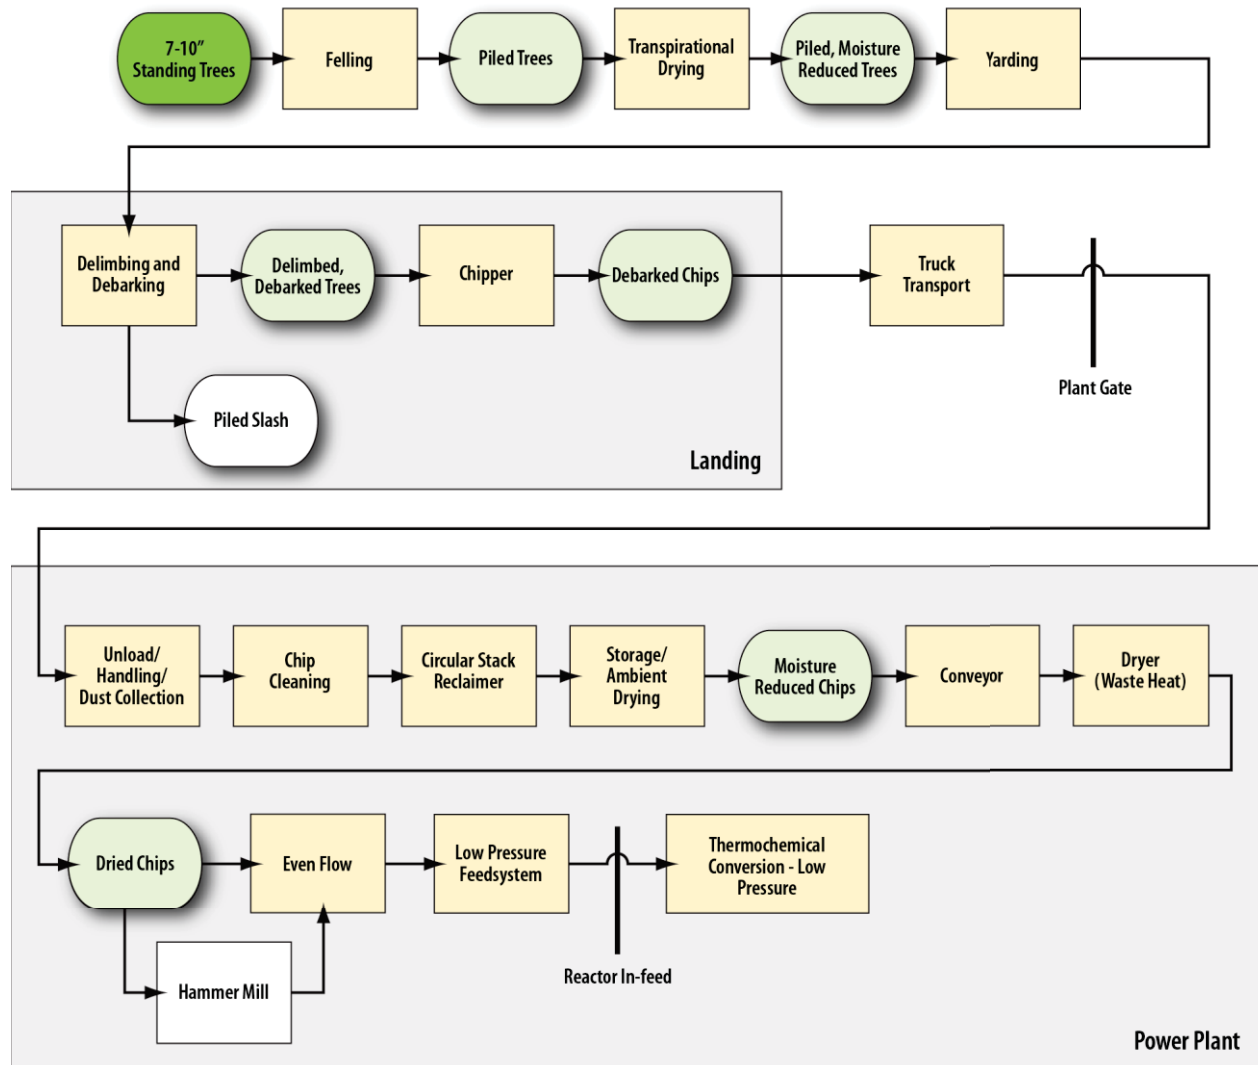 7-10”
Standing Trees
Felling
Piled Trees
Transpirational
Drying
Piled, Moisture
Reduced Trees
Yarding
Delimbing and
Debarking
Delimbed,
Debarked Trees
Chipper
Debarked Chips
Truck
Transport
Plant Gate
Piled Slash
Landing
Unload/
Handling/
Dust Collection
Chip
Cleaning
Circular Stack
Reclaimer
Storage/
Ambient
Drying
Moisture
Reduced Chips
Conveyor
Dryer
(Waste Heat)
Dried Chips
Even Flow
Low Pressure
Feedsystem
Thermochemical
Conversion - Low
Pressure
Reactor In-feed
Hammer Mill
Power Plant